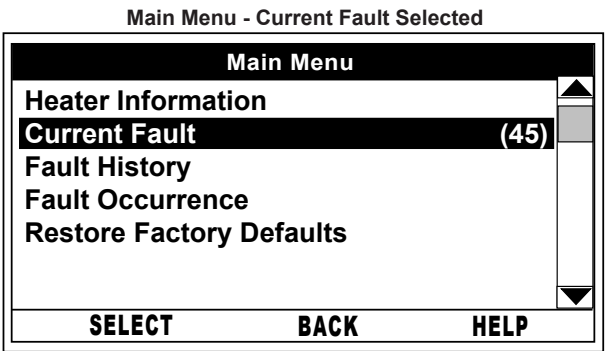 Main Menu - Current Fault Selected
Main Menu
Heater Information
Current Fault (45)
Fault History
Fault Occurrence
Restore Factory Defaults
SELECT BACK HELP